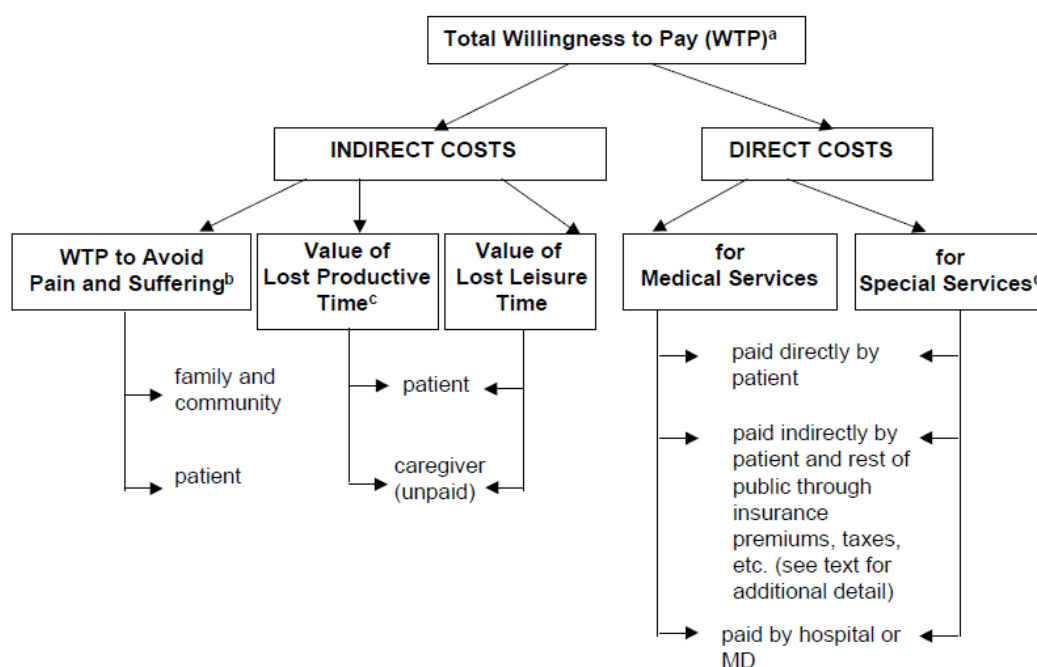 Total Willingness to Pay (WTP)ᵃ
INDIRECT COSTS
DIRECT COSTS
WTP to Avoid
Pain and Sufferingᵇ
Value of
Lost Productive
Timeᶜ
Value of
Lost Leisure
Time
for
Medical Services
for
Special Services
family and
community
patient
patient
caregiver
(unpaid)
paid directly by
patient
paid indirectly by
patient and rest of
public through
insurance
premiums, taxes,
etc. (see text for
additional detail)
paid by hospital or
MD